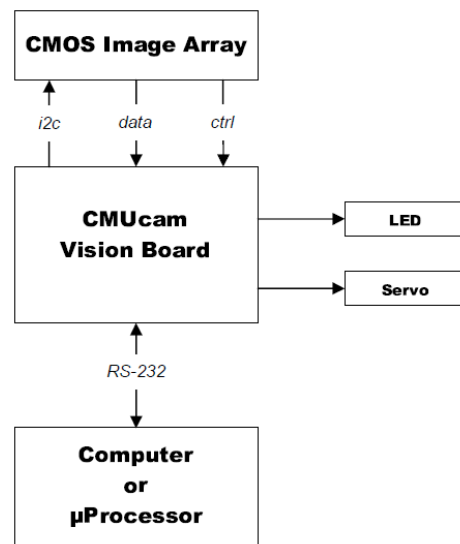 CMOS Image Array
i2c data ctrl
CMUcam
Vision Board
LED
Servo
RS-232
Computer
or
µProcessor